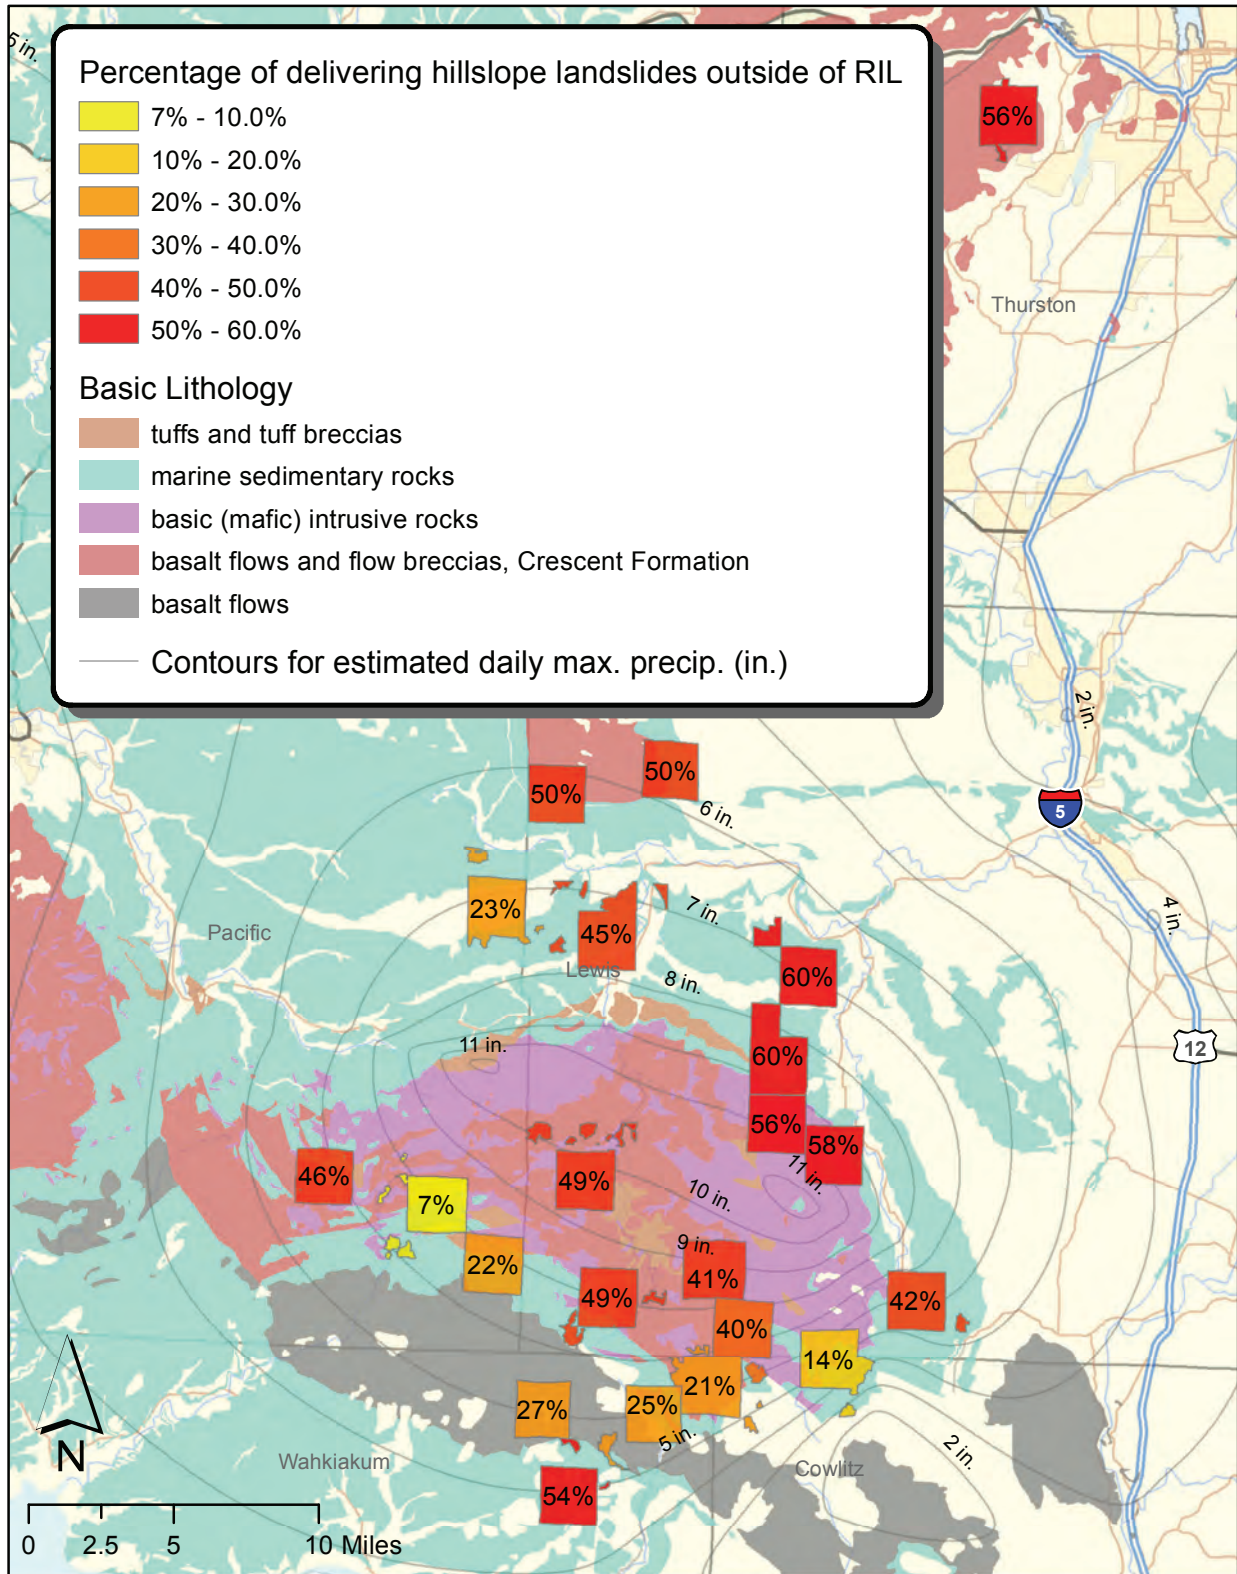 5 in.
Percentage of delivering hillslope landslides outside of RIL
7% - 10.0%
10% - 20.0%
20% - 30.0%
30% - 40.0%
40% - 50.0%
50% - 60.0%
Basic Lithology
tuffs and tuff breccias
marine sedimentary rocks
basic (mafic) intrusive rocks
basalt flows and flow breccias, Crescent Formation
basalt flows
Contours for estimated daily max. precip. (in.)
56%
Thurston
2 in.
50%
50%
6 in.
5
23%
7 in.
4 in.
45%
Pacific
Lewis
60%
8 in.
11 in.
60%
12
56%
58%
46%
49%
11 in.
7%
10 in.
9 in.
22%
41%
49%
42%
40%
14%
21%
27%
25%
5 in.
2 in.
Wahkiakum
Cowlitz
54%
N
0 2.5 5 10 Miles